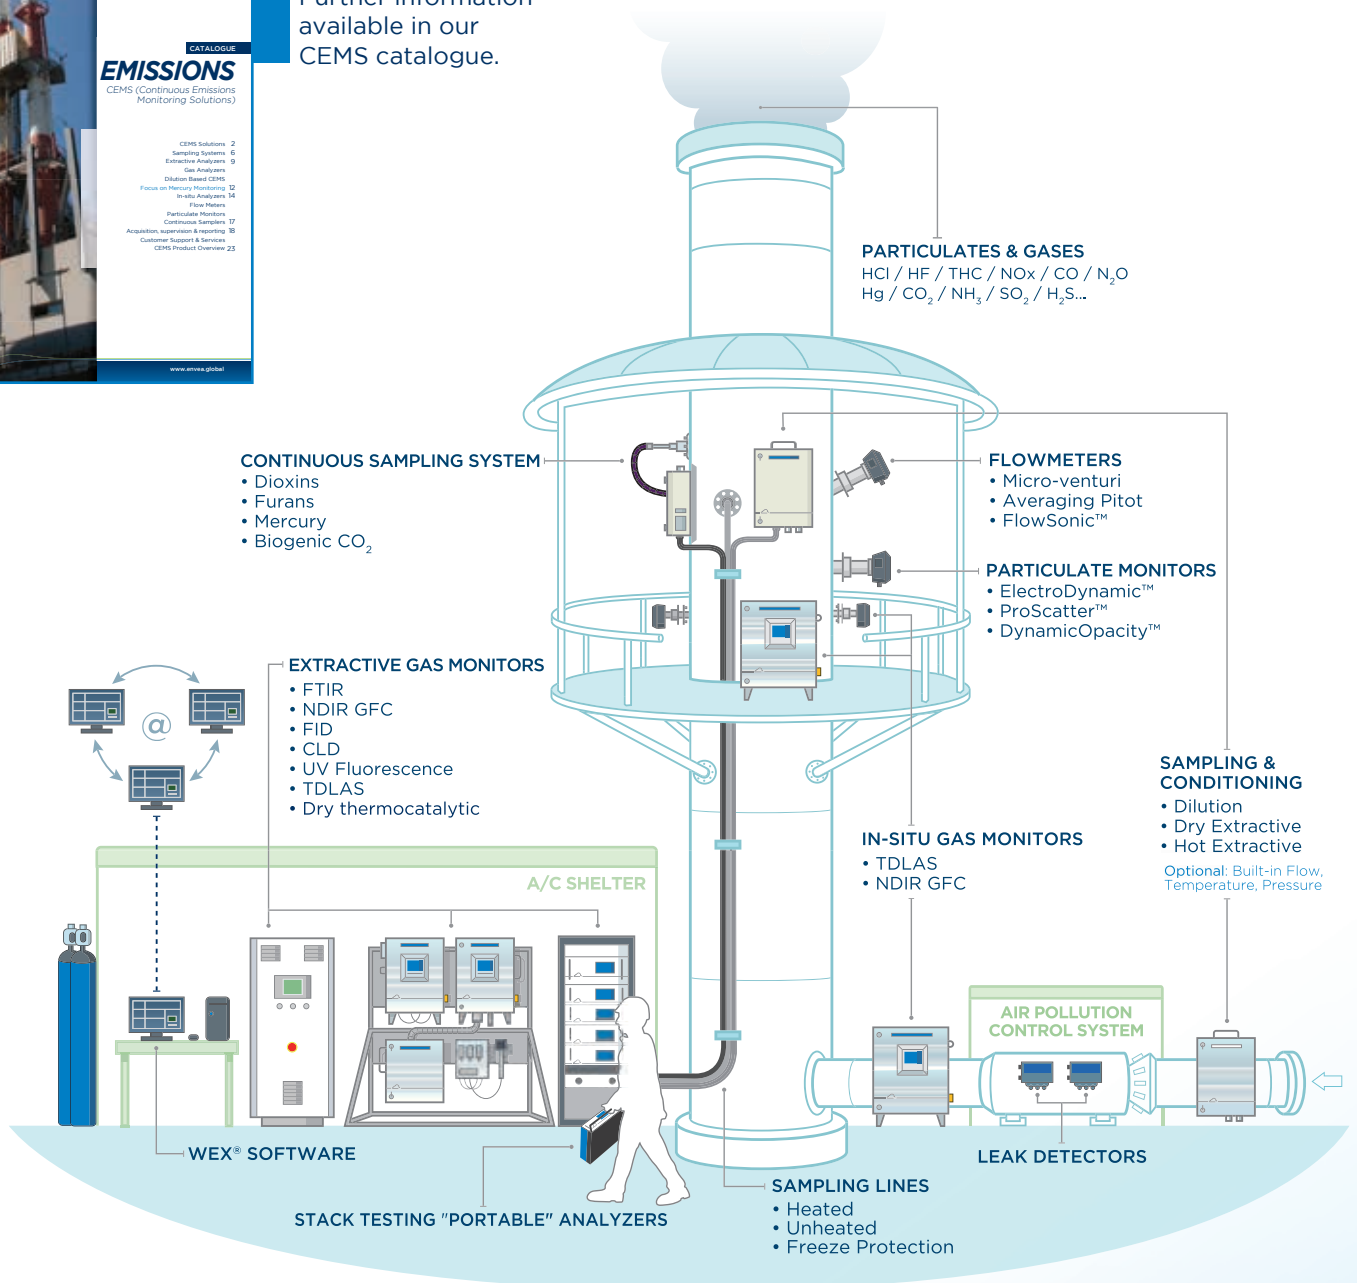 Further information
available in our
CEMS catalogue.
CATALOGUE
EMISSIONS
CEMS (Continuous Emissions
Monitoring Solutions)
CEMS Solutions 2
Sampling Systems 6
Extractive Analyzers 9
Gas Analyzers
Dilution Based CEMS
Focus on Mercury Monitoring 12
In-situ Analyzers 14
Flow Meters
Particulate Monitors
Continuous Samplers 17
Acquisition, supervision & reporting 18
Customer Support & Services
CEMS Product Overview 23
www.envea.global
PARTICULATES & GASES
HCl / HF / THC / NOx / CO / N₂O
Hg / CO₂ / NH₃ / SO₂ / H₂S...
CONTINUOUS SAMPLING SYSTEM
• Dioxins
• Furans
• Mercury
• Biogenic CO₂
FLOWMETERS
• Micro-venturi
• Averaging Pitot
• FlowSonic™
PARTICULATE MONITORS
• ElectroDynamic™
• ProScatter™
• DynamicOpacity™
EXTRACTIVE GAS MONITORS
• FTIR
• NDIR GFC
• FID
• CLD
• UV Fluorescence
• TDLAS
• Dry thermocatalytic
@
SAMPLING &
CONDITIONING
• Dilution
• Dry Extractive
• Hot Extractive
Optional: Built-in Flow,
Temperature, Pressure
IN-SITU GAS MONITORS
• TDLAS
• NDIR GFC
A/C SHELTER
AIR POLLUTION
CONTROL SYSTEM
WEX® SOFTWARE
LEAK DETECTORS
SAMPLING LINES
• Heated
• Unheated
• Freeze Protection
STACK TESTING "PORTABLE" ANALYZERS